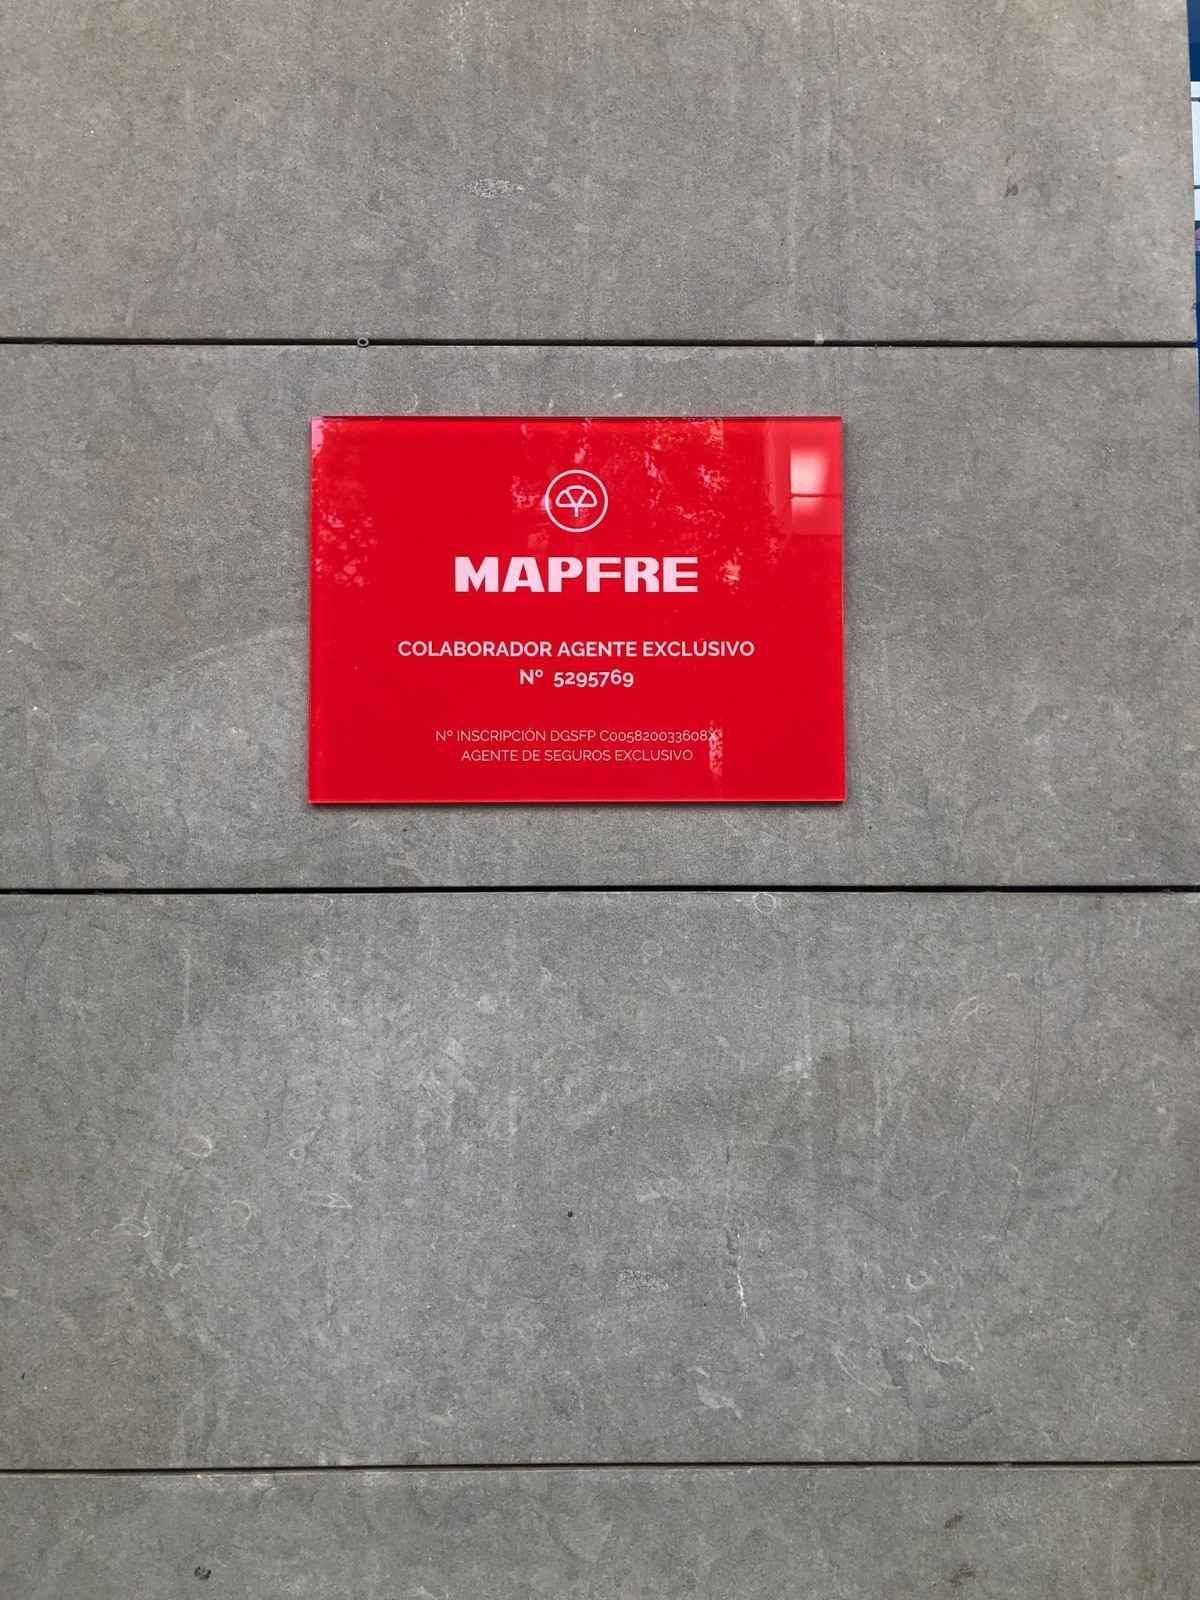 MAPFRE
COLABORADOR AGENTE EXCLUSIVO
Nº 5295769
Nº INSCRIPCIÓN DGSFP C005820033608X
AGENTE DE SEGUROS EXCLUSIVO